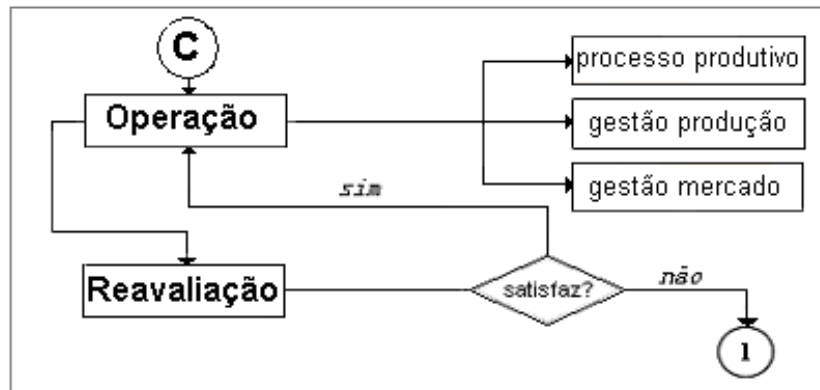 C
processo produtivo
Operação
gestão produção
gestão mercado
sim
Reavaliação
satisfaz?
não
1